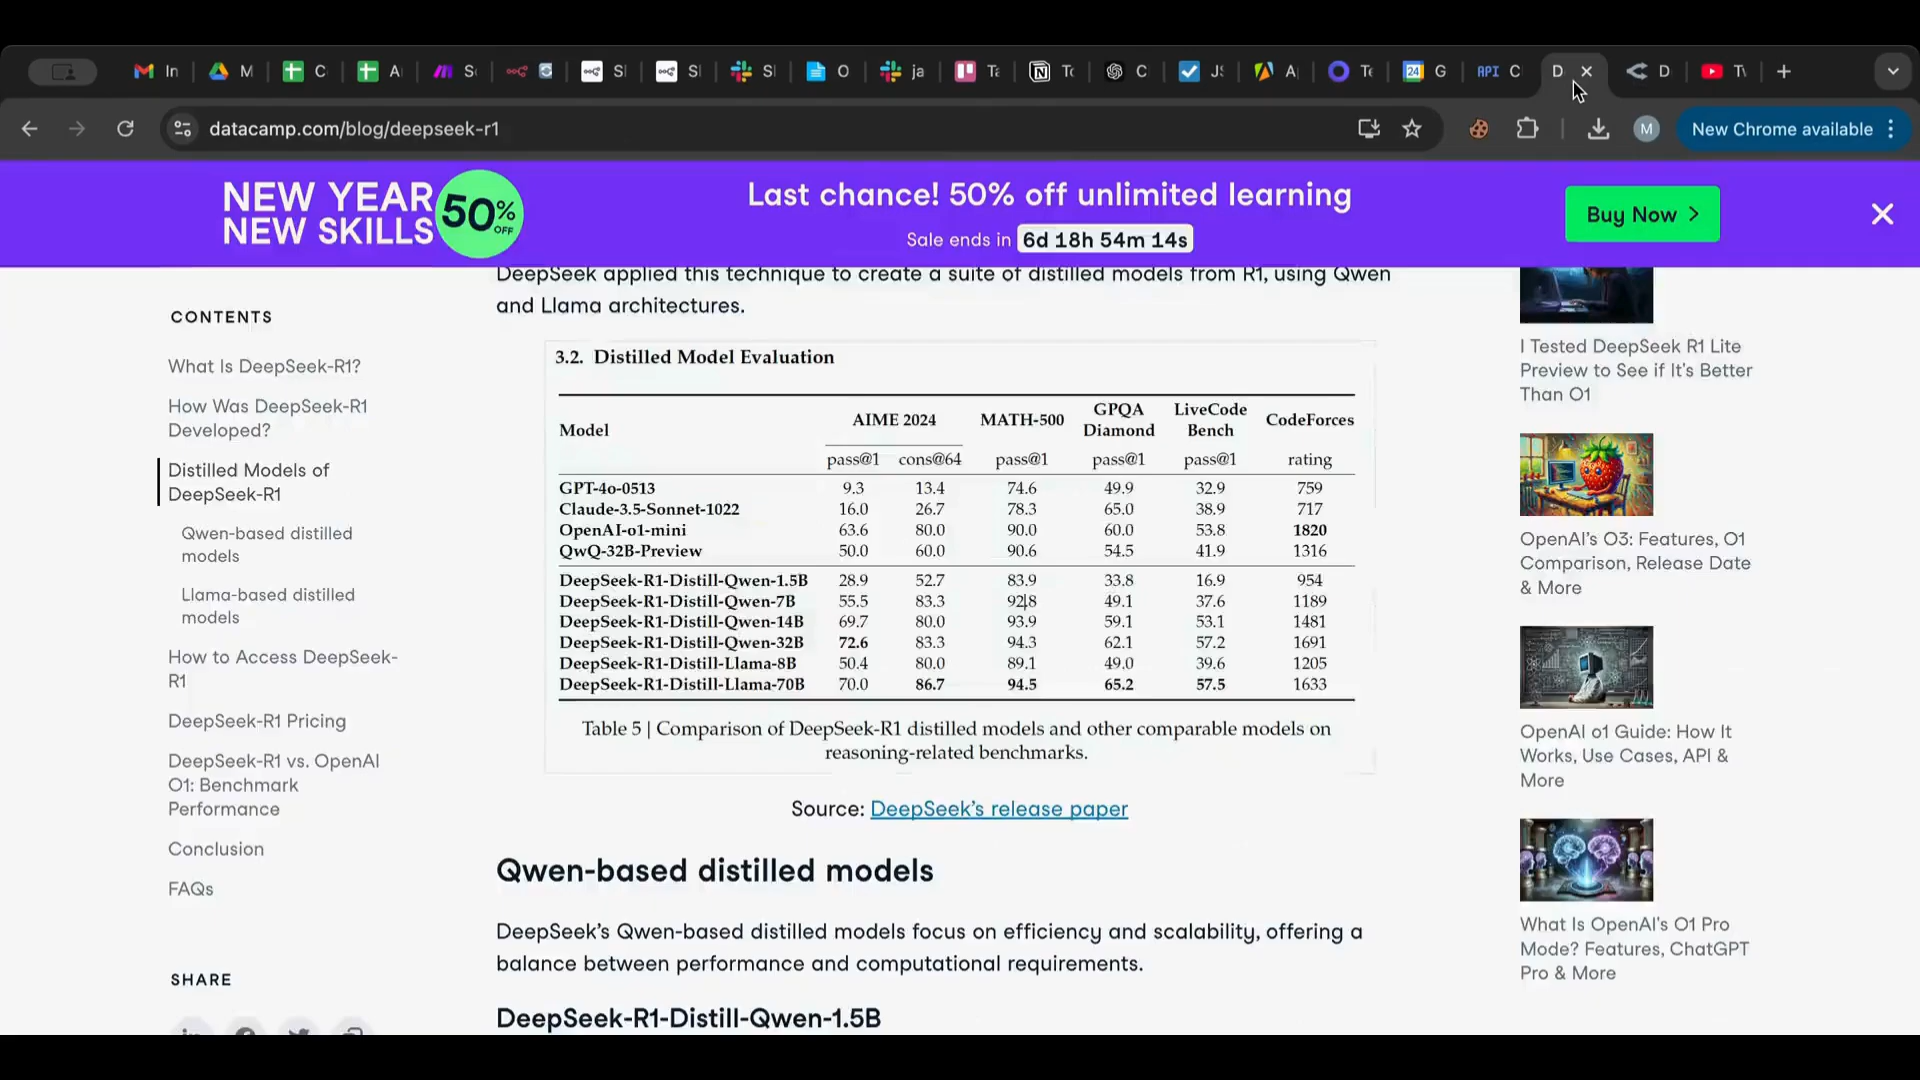 In
M
C
A
S
S
S
S
O
ja
Ta
To
C
JS
A
Te
24
G
API
C
D
D
Tv
datacamp.com/blog/deepseek-r1
M
New Chrome available
NEW YEAR
NEW SKILLS
50%
OFF
Last chance! 50% off unlimited learning
Sale ends in 6d 18h 54m 14s
Buy Now
DeepSeek applied this technique to create a suite of distilled models from R1, using Qwen
and Llama architectures.
CONTENTS
What Is DeepSeek-R1?
How Was DeepSeek-R1
Developed?
Distilled Models of
DeepSeek-R1
Qwen-based distilled
models
Llama-based distilled
models
How to Access DeepSeek-
R1
DeepSeek-R1 Pricing
DeepSeek-R1 vs. OpenAI
O1: Benchmark
Performance
Conclusion
FAQs
SHARE
3.2. Distilled Model Evaluation
Model AIME 2024 MATH-500 GPQA Diamond LiveCode Bench CodeForces
pass@1 cons@64 pass@1 pass@1 pass@1 rating
GPT-4o-0513 9.3 13.4 74.6 49.9 32.9 759
Claude-3.5-Sonnet-1022 16.0 26.7 78.3 65.0 38.9 717
OpenAI-o1-mini 63.6 80.0 90.0 60.0 53.8 1820
QwQ-32B-Preview 50.0 60.0 90.6 54.5 41.9 1316
DeepSeek-R1-Distill-Qwen-1.5B 28.9 52.7 83.9 33.8 16.9 954
DeepSeek-R1-Distill-Qwen-7B 55.5 83.3 92.8 49.1 37.6 1189
DeepSeek-R1-Distill-Qwen-14B 69.7 80.0 93.9 59.1 53.1 1481
DeepSeek-R1-Distill-Qwen-32B 72.6 83.3 94.3 62.1 57.2 1691
DeepSeek-R1-Distill-Llama-8B 50.4 80.0 89.1 49.0 39.6 1205
DeepSeek-R1-Distill-Llama-70B 70.0 86.7 94.5 65.2 57.5 1633
Table 5 | Comparison of DeepSeek-R1 distilled models and other comparable models on
reasoning-related benchmarks.
Source: DeepSeek's release paper
Qwen-based distilled models
DeepSeek's Qwen-based distilled models focus on efficiency and scalability, offering a
balance between performance and computational requirements.
DeepSeek-R1-Distill-Qwen-1.5B
I Tested DeepSeek R1 Lite
Preview to See if It's Better
Than O1
OpenAI's O3: Features, O1
Comparison, Release Date
& More
OpenAI o1 Guide: How It
Works, Use Cases, API &
More
What Is OpenAI's O1 Pro
Mode? Features, ChatGPT
Pro & More